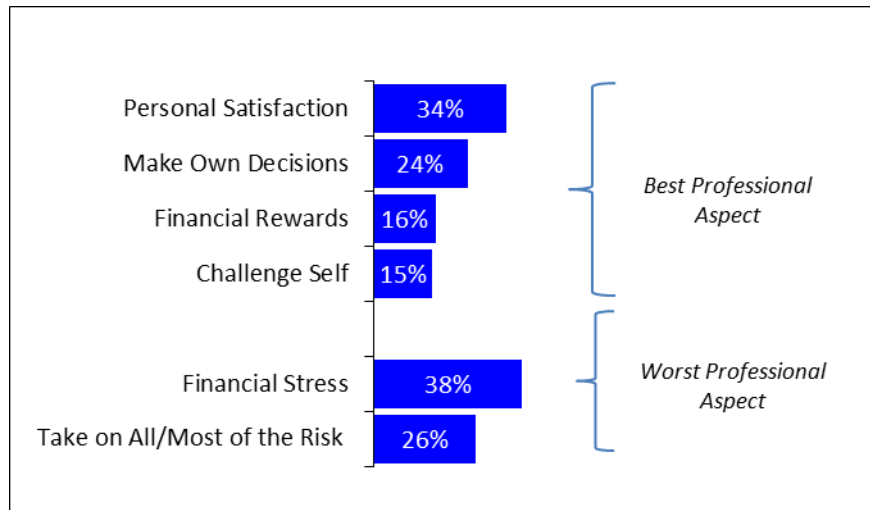 Personal Satisfaction 34%
Make Own Decisions 24%
Financial Rewards 16%
Challenge Self 15%
Best Professional
Aspect
Financial Stress 38%
Take on All/Most of the Risk 26%
Worst Professional
Aspect